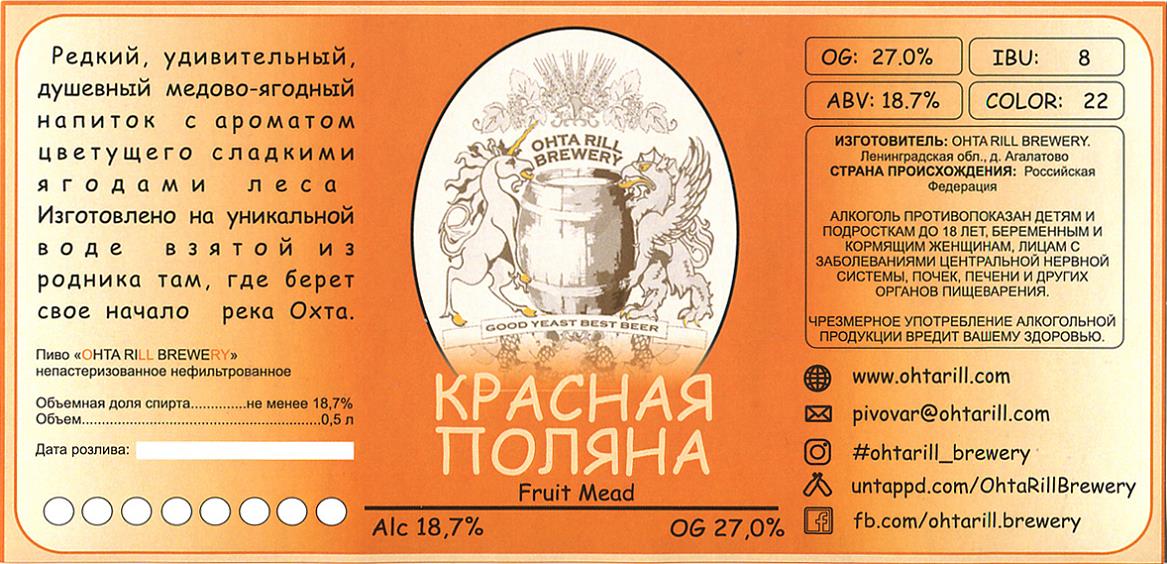 Редкий, удивительный,
душевный медово-ягодный
напиток с ароматом
цветущего сладкими
ягодами леса
Изготовлено на уникальной
воде взятой из
родника там, где берет
свое начало река Охта.
Пиво «OHTA RILL BREWERY»
непастеризованное нефильтрованное
Объемная доля спирта..............не менее 18,7%
Объем............................................................0,5 л
Дата розлива:
OHTA RILL
BREWERY
GOOD YEAST BEST BEER
КРАСНАЯ
ПОЛЯНА
Fruit Mead
Alc 18,7% OG 27,0%
OG: 27.0% IBU: 8
ABV: 18.7% COLOR: 22
ИЗГОТОВИТЕЛЬ: OHTA RILL BREWERY.
Ленинградская обл., д. Агалатово
СТРАНА ПРОИСХОЖДЕНИЯ: Российская
Федерация
АЛКОГОЛЬ ПРОТИВОПОКАЗАН ДЕТЯМ И
ПОДРОСТКАМ ДО 18 ЛЕТ, БЕРЕМЕННЫМ И
КОРМЯЩИМ ЖЕНЩИНАМ, ЛИЦАМ С
ЗАБОЛЕВАНИЯМИ ЦЕНТРАЛЬНОЙ НЕРВНОЙ
СИСТЕМЫ, ПОЧЕК, ПЕЧЕНИ И ДРУГИХ
ОРГАНОВ ПИЩЕВАРЕНИЯ.
ЧРЕЗМЕРНОЕ УПОТРЕБЛЕНИЕ АЛКОГОЛЬНОЙ
ПРОДУКЦИИ ВРЕДИТ ВАШЕМУ ЗДОРОВЬЮ.
www.ohtarill.com
pivovar@ohtarill.com
#ohtarill_brewery
untappd.com/OhtaRillBrewery
fb.com/ohtarill.brewery